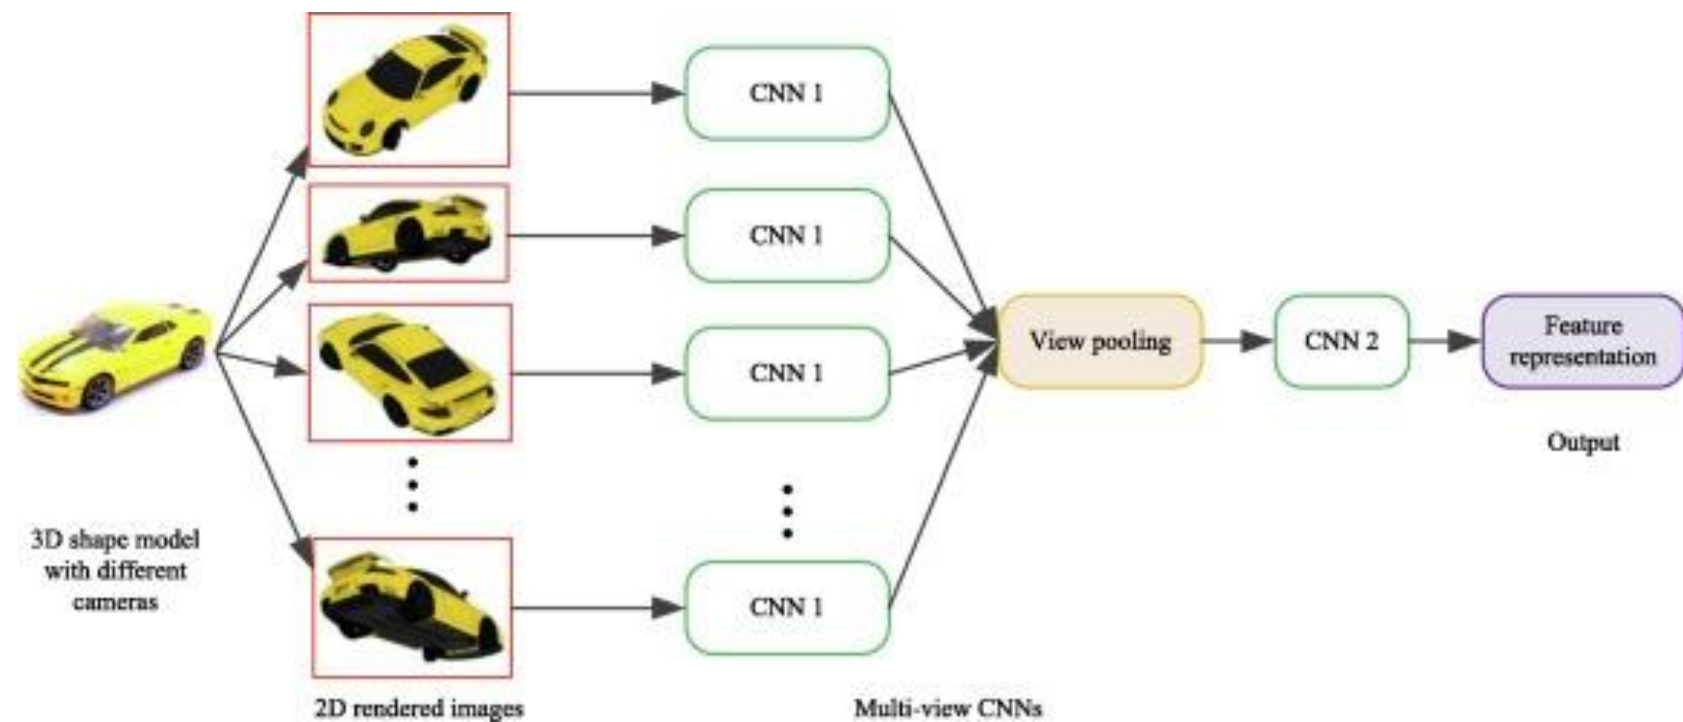 CNN 1
CNN 1
CNN 1
CNN 1
View pooling
CNN 2
Feature
representation
Output
3D shape model
with different
cameras
2D rendered images
Multi-view CNNs